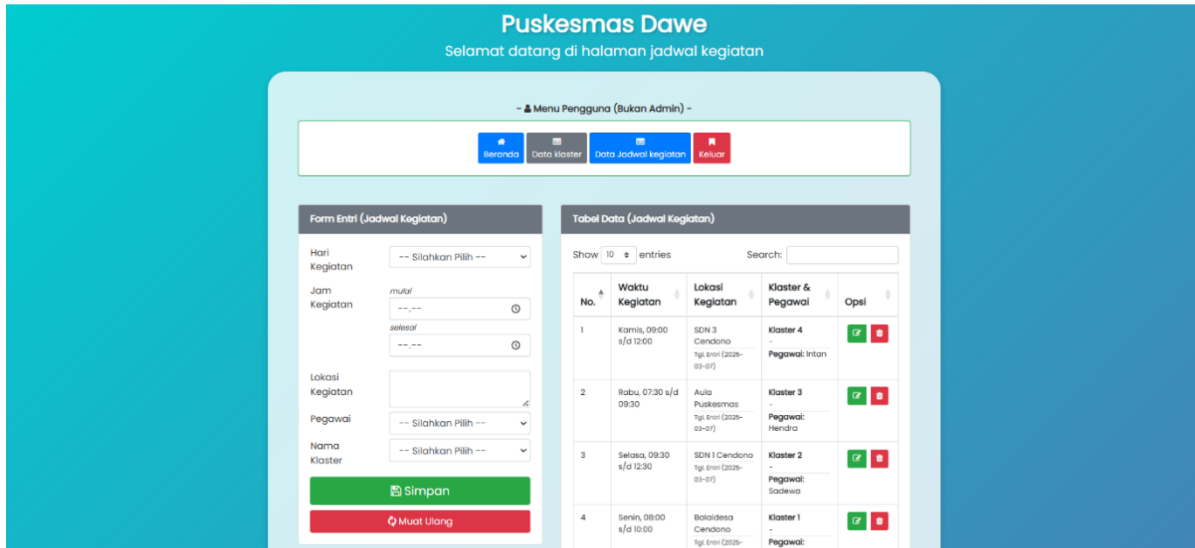 Puskesmas Dawe
Selamat datang di halaman jadwal kegiatan
- Menu Pengguna (Bukan Admin) -
Beranda
Data klaster
Data Jadwal kegiatan
Keluar
Form Entri (Jadwal Kegiatan)
Hari
Kegiatan
-- Silahkan Pilih --
Jam
Kegiatan
mulai
--.--
selesai
--.--
Lokasi
Kegiatan
Pegawai
-- Silahkan Pilih --
Nama
Klaster
-- Silahkan Pilih --
Simpan
Muat Ulang
Tabel Data (Jadwal Kegiatan)
Show 10 entries
Search:
No.
Waktu
Kegiatan
Lokasi
Kegiatan
Klaster &
Pegawai
Opsi
1
Kamis, 09:00
s/d 12:00
SDN 3
Cendono
Tgl. Entri (2025-
03-07)
Klaster 4
-
Pegawai: Intan
2
Rabu, 07:30 s/d
09:30
Aula
Puskesmas
Tgl. Entri (2025-
03-07)
Klaster 3
-
Pegawai:
Hendra
3
Selasa, 09:30
s/d 12:30
SDN 1 Cendono
Tgl. Entri (2025-
03-07)
Klaster 2
-
Pegawai:
Sadewa
4
Senin, 08:00
s/d 10:00
Balaidesa
Cendono
Tgl. Entri (2025-
Klaster 1
-
Pegawai: